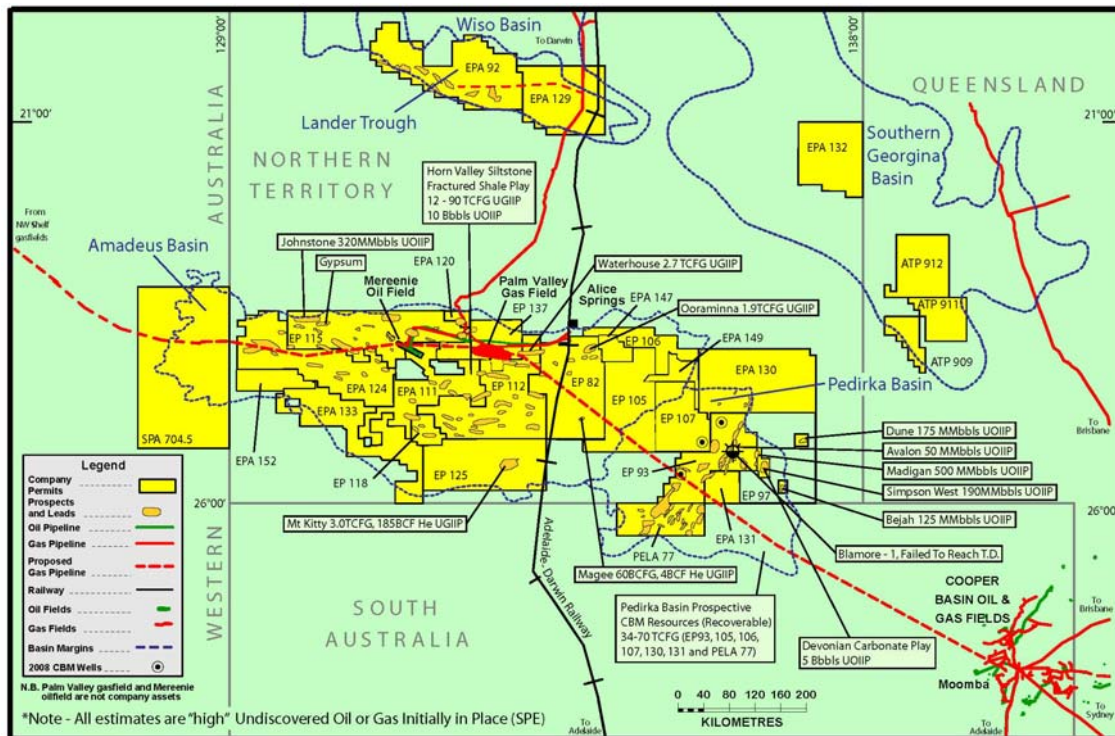 129°00'
138°00'
Wiso Basin
To Darwin
EPA 92
EPA 129
Lander Trough
21°00'
21°00'
QUEENSLAND
AUSTRALIA
NORTHERN
TERRITORY
EPA 132
Southern
Georgina
Basin
Horn Valley Siltstone
Fractured Shale Play
12 - 90 TCFG UGIIP
10 Bbbls UOIIP
From
NW Shelf
gasfields
Amadeus Basin
Johnstone 320MMbbls UOIIP
Gypsum
EPA 120
Mereenie
Oil Field
Palm Valley
Gas Field
EP 137
Waterhouse 2.7 TCFG UGIIP
Alice
Springs
EPA 147
Ooraminna 1.9TCFG UGIIP
ATP 912
ATP 911
ATP 909
EP 115
EP 106
EPA 149
EPA 130
Pedirka Basin
EPA 124
EPA 111
EP 112
EP 82
EP 105
EP 107
EPA 133
SPA 704.5
EPA 152
EP 118
EP 125
EP 93
EP 97
Dune 175 MMbbls UOIIP
Avalon 50 MMbbls UOIIP
Madigan 500 MMbbls UOIIP
Simpson West 190MMbbls UOIIP
Bejah 125 MMbbls UOIIP
To
Brisbane
26°00'
26°00'
Mt Kitty 3.0TCFG, 185BCF He UGIIP
PELA 77
EPA 131
Blamore - 1, Failed To Reach T.D.
Magee 60BCFG, 4BCF He UGIIP
Adelaide - Darwin Railway
WESTERN
SOUTH
AUSTRALIA
Pedirka Basin Prospective
CBM Resources (Recoverable)
34-70 TCFG (EP93, 105, 106,
107, 130, 131 and PELA 77)
Devonian Carbonate Play
5 Bbbls UOIIP
COOPER
BASIN OIL &
GAS FIELDS
To
Brisbane
Moomba
To
Sydney
To
Adelaide
To
Adelaide
0 40 80 120 160 200
KILOMETRES
Legend
Company
Permits
Prospects
and Leads
Oil Pipeline
Gas Pipeline
Proposed
Gas Pipeline
Railway
Oil Fields
Gas Fields
Basin Margins
2008 CBM Wells
N.B. Palm Valley gasfield and Mereenie
oilfield are not company assets
*Note - All estimates are "high" Undiscovered Oil or Gas Initially in Place (SPE)